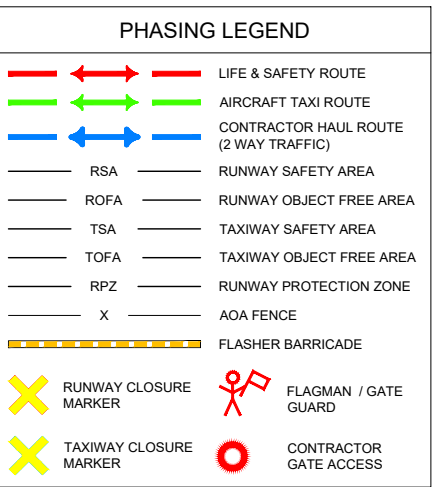 PHASING LEGEND
LIFE & SAFETY ROUTE
AIRCRAFT TAXI ROUTE
CONTRACTOR HAUL ROUTE
(2 WAY TRAFFIC)
RSA RUNWAY SAFETY AREA
ROFA RUNWAY OBJECT FREE AREA
TSA TAXIWAY SAFETY AREA
TOFA TAXIWAY OBJECT FREE AREA
RPZ RUNWAY PROTECTION ZONE
X AOA FENCE
FLASHER BARRICADE
RUNWAY CLOSURE
MARKER
FLAGMAN / GATE
GUARD
TAXIWAY CLOSURE
MARKER
CONTRACTOR
GATE ACCESS